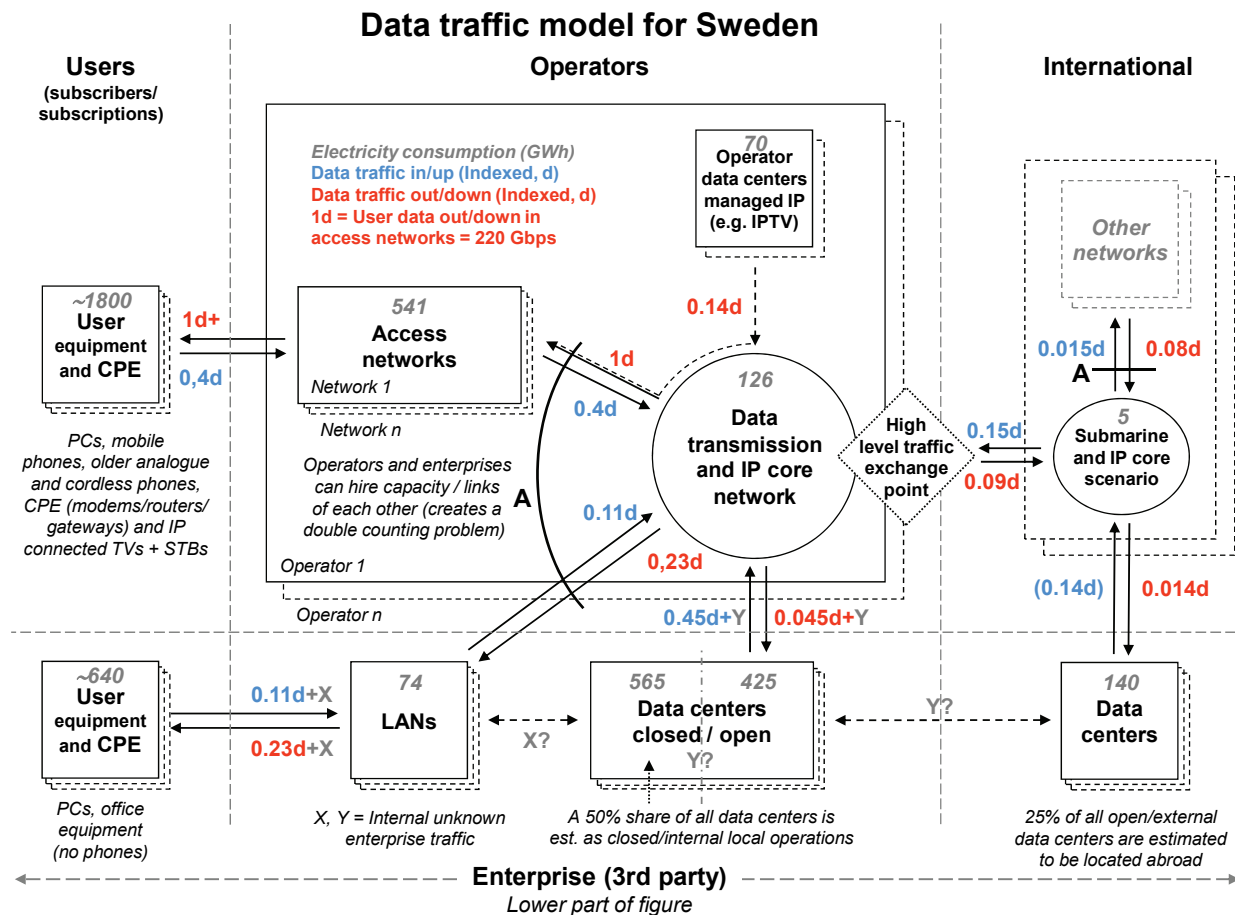 Data traffic model for Sweden
Users
(subscribers/
subscriptions)
Operators
International
Electricity consumption (GWh)
Data traffic in/up (Indexed, d)
Data traffic out/down (Indexed, d)
1d = User data out/down in
access networks = 220 Gbps
70
Operator
data centers
managed IP
(e.g. IPTV)
Other
networks
~1800
User
equipment
and CPE
1d+
0,4d
541
Access
networks
Network 1
Network n
1d
0.4d
0.14d
126
Data
transmission
and IP core
network
High
level traffic
exchange
point
0.15d
0.09d
0.015d
0.08d
A
5
Submarine
and IP core
scenario
PCs, mobile
phones, older analogue
and cordless phones,
CPE (modems/routers/
gateways) and IP
connected TVs + STBs
Operators and enterprises
can hire capacity / links
of each other (creates a
double counting problem)
A
0.11d
0,23d
Operator 1
Operator n
0.45d+Y
0.045d+Y
(0.14d)
0.014d
~640
User
equipment
and CPE
0.11d+X
0.23d+X
74
LANs
X?
565
425
Data centers
closed / open
Y?
Y?
140
Data
centers
PCs, office
equipment
(no phones)
X, Y = Internal unknown
enterprise traffic
A 50% share of all data centers is
est. as closed/internal local operations
25% of all open/external
data centers are estimated
to be located abroad
Enterprise (3rd party)
Lower part of figure